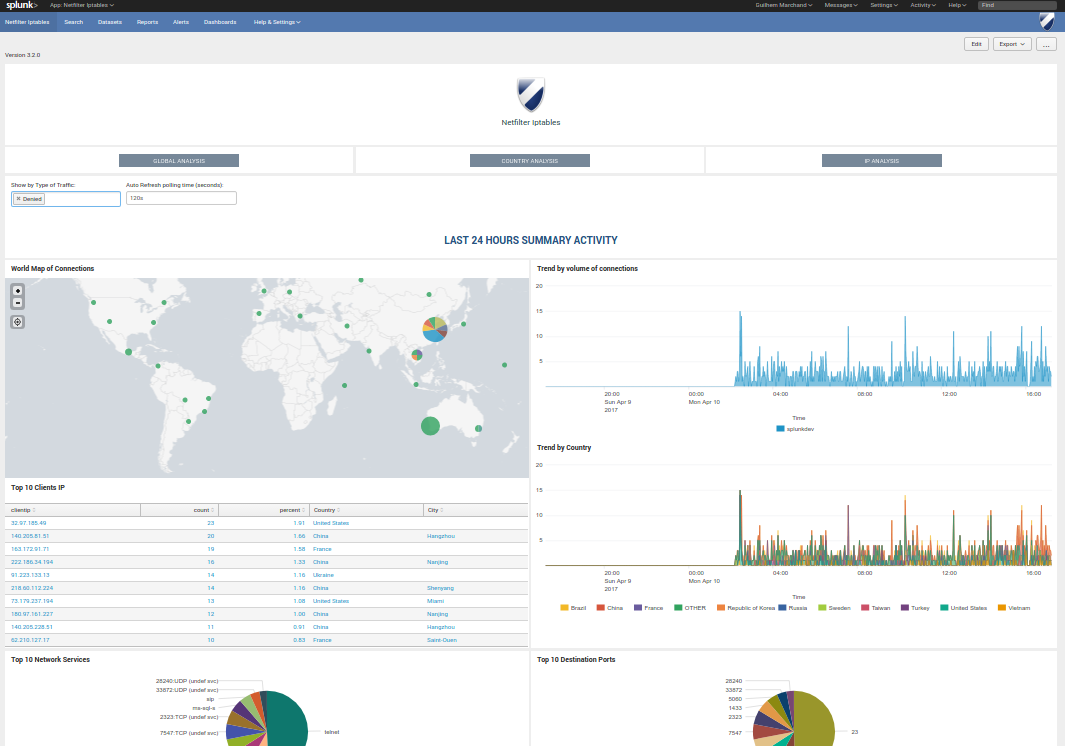 splunk> App: Netfilter Iptables Guilhem Marchand Messages Settings Activity Help Find
Netfilter Iptables Search Datasets Reports Alerts Dashboards Help & Settings
Edit Export ...
Version 3.2.0
Netfilter Iptables
GLOBAL ANALYSIS COUNTRY ANALYSIS IP ANALYSIS
Show by Type of Traffic: Auto Refresh polling time (seconds):
× Denied 120s
LAST 24 HOURS SUMMARY ACTIVITY
World Map of Connections
+
−
Trend by volume of connections
20
15
10
5
20:00 00:00 04:00 08:00 12:00 16:00
Sun Apr 9 Mon Apr 10
2017
Time
splunkdev
Trend by Country
20
15
10
5
20:00 00:00 04:00 08:00 12:00 16:00
Sun Apr 9 Mon Apr 10
2017
Time
Brazil China France OTHER Republic of Korea Russia Sweden Taiwan Turkey United States Vietnam
Top 10 Clients IP
clientip count percent Country City
32.97.185.49 23 1.91 United States
140.205.81.51 20 1.66 China Hangzhou
163.172.91.71 19 1.58 France
222.186.34.194 16 1.33 China Nanjing
91.223.133.13 14 1.16 Ukraine
218.60.112.224 14 1.16 China Shenyang
73.179.237.194 13 1.08 United States Miami
180.97.161.227 12 1.00 China Nanjing
140.205.228.51 11 0.91 China Hangzhou
62.210.127.17 10 0.83 France Saint-Ouen
Top 10 Network Services
28240:UDP (undef svc)
33872:UDP (undef svc)
sip
ms-sql-s
2323:TCP (undef svc)
7547:TCP (undef svc)
telnet
Top 10 Destination Ports
28240
33872
5060
1433
2323
7547
23